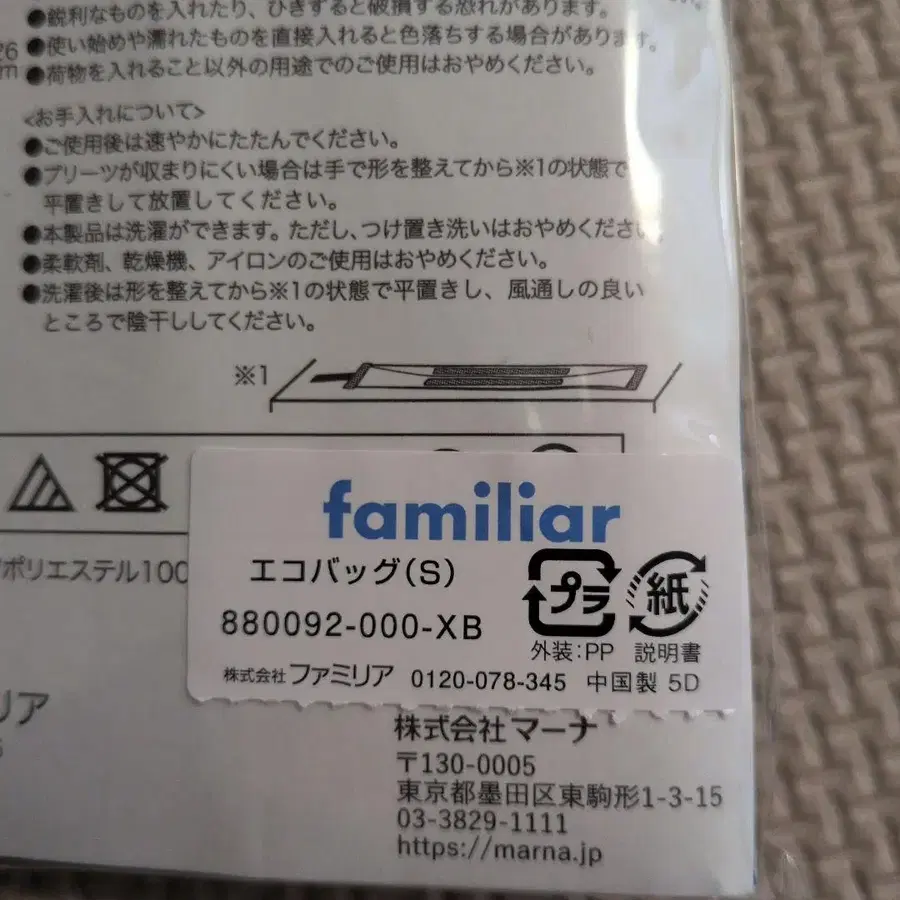 ●鋭利なものを入れたり、ひきずると破損する恐れがあります。
●使い始めや濡れたものを直接入れると色落ちする場合があります。
●荷物を入れること以外の用途でのご使用はおやめください。
26
m
<お手入れについて>
●ご使用後は速やかにたたんでください。
●プリーツが収まりにくい場合は手で形を整えてから※1の状態で
平置きして放置してください。
●本製品は洗濯ができます。ただし、つけ置き洗いはおやめください。
●柔軟剤、乾燥機、アイロンのご使用はおやめください。
●洗濯後は形を整えてから※1の状態で平置きし、風通しの良い
ところで陰干ししてください。
※1
ポリエステル100
familiar
エコバッグ(S)
880092-000-XB
プラ
紙
外装:PP 説明書
株式会社ファミリア 0120-078-345 中国製 5D
リア
株式会社マーナ
〒130-0005
東京都墨田区東駒形1-3-15
03-3829-1111
https://marna.jp